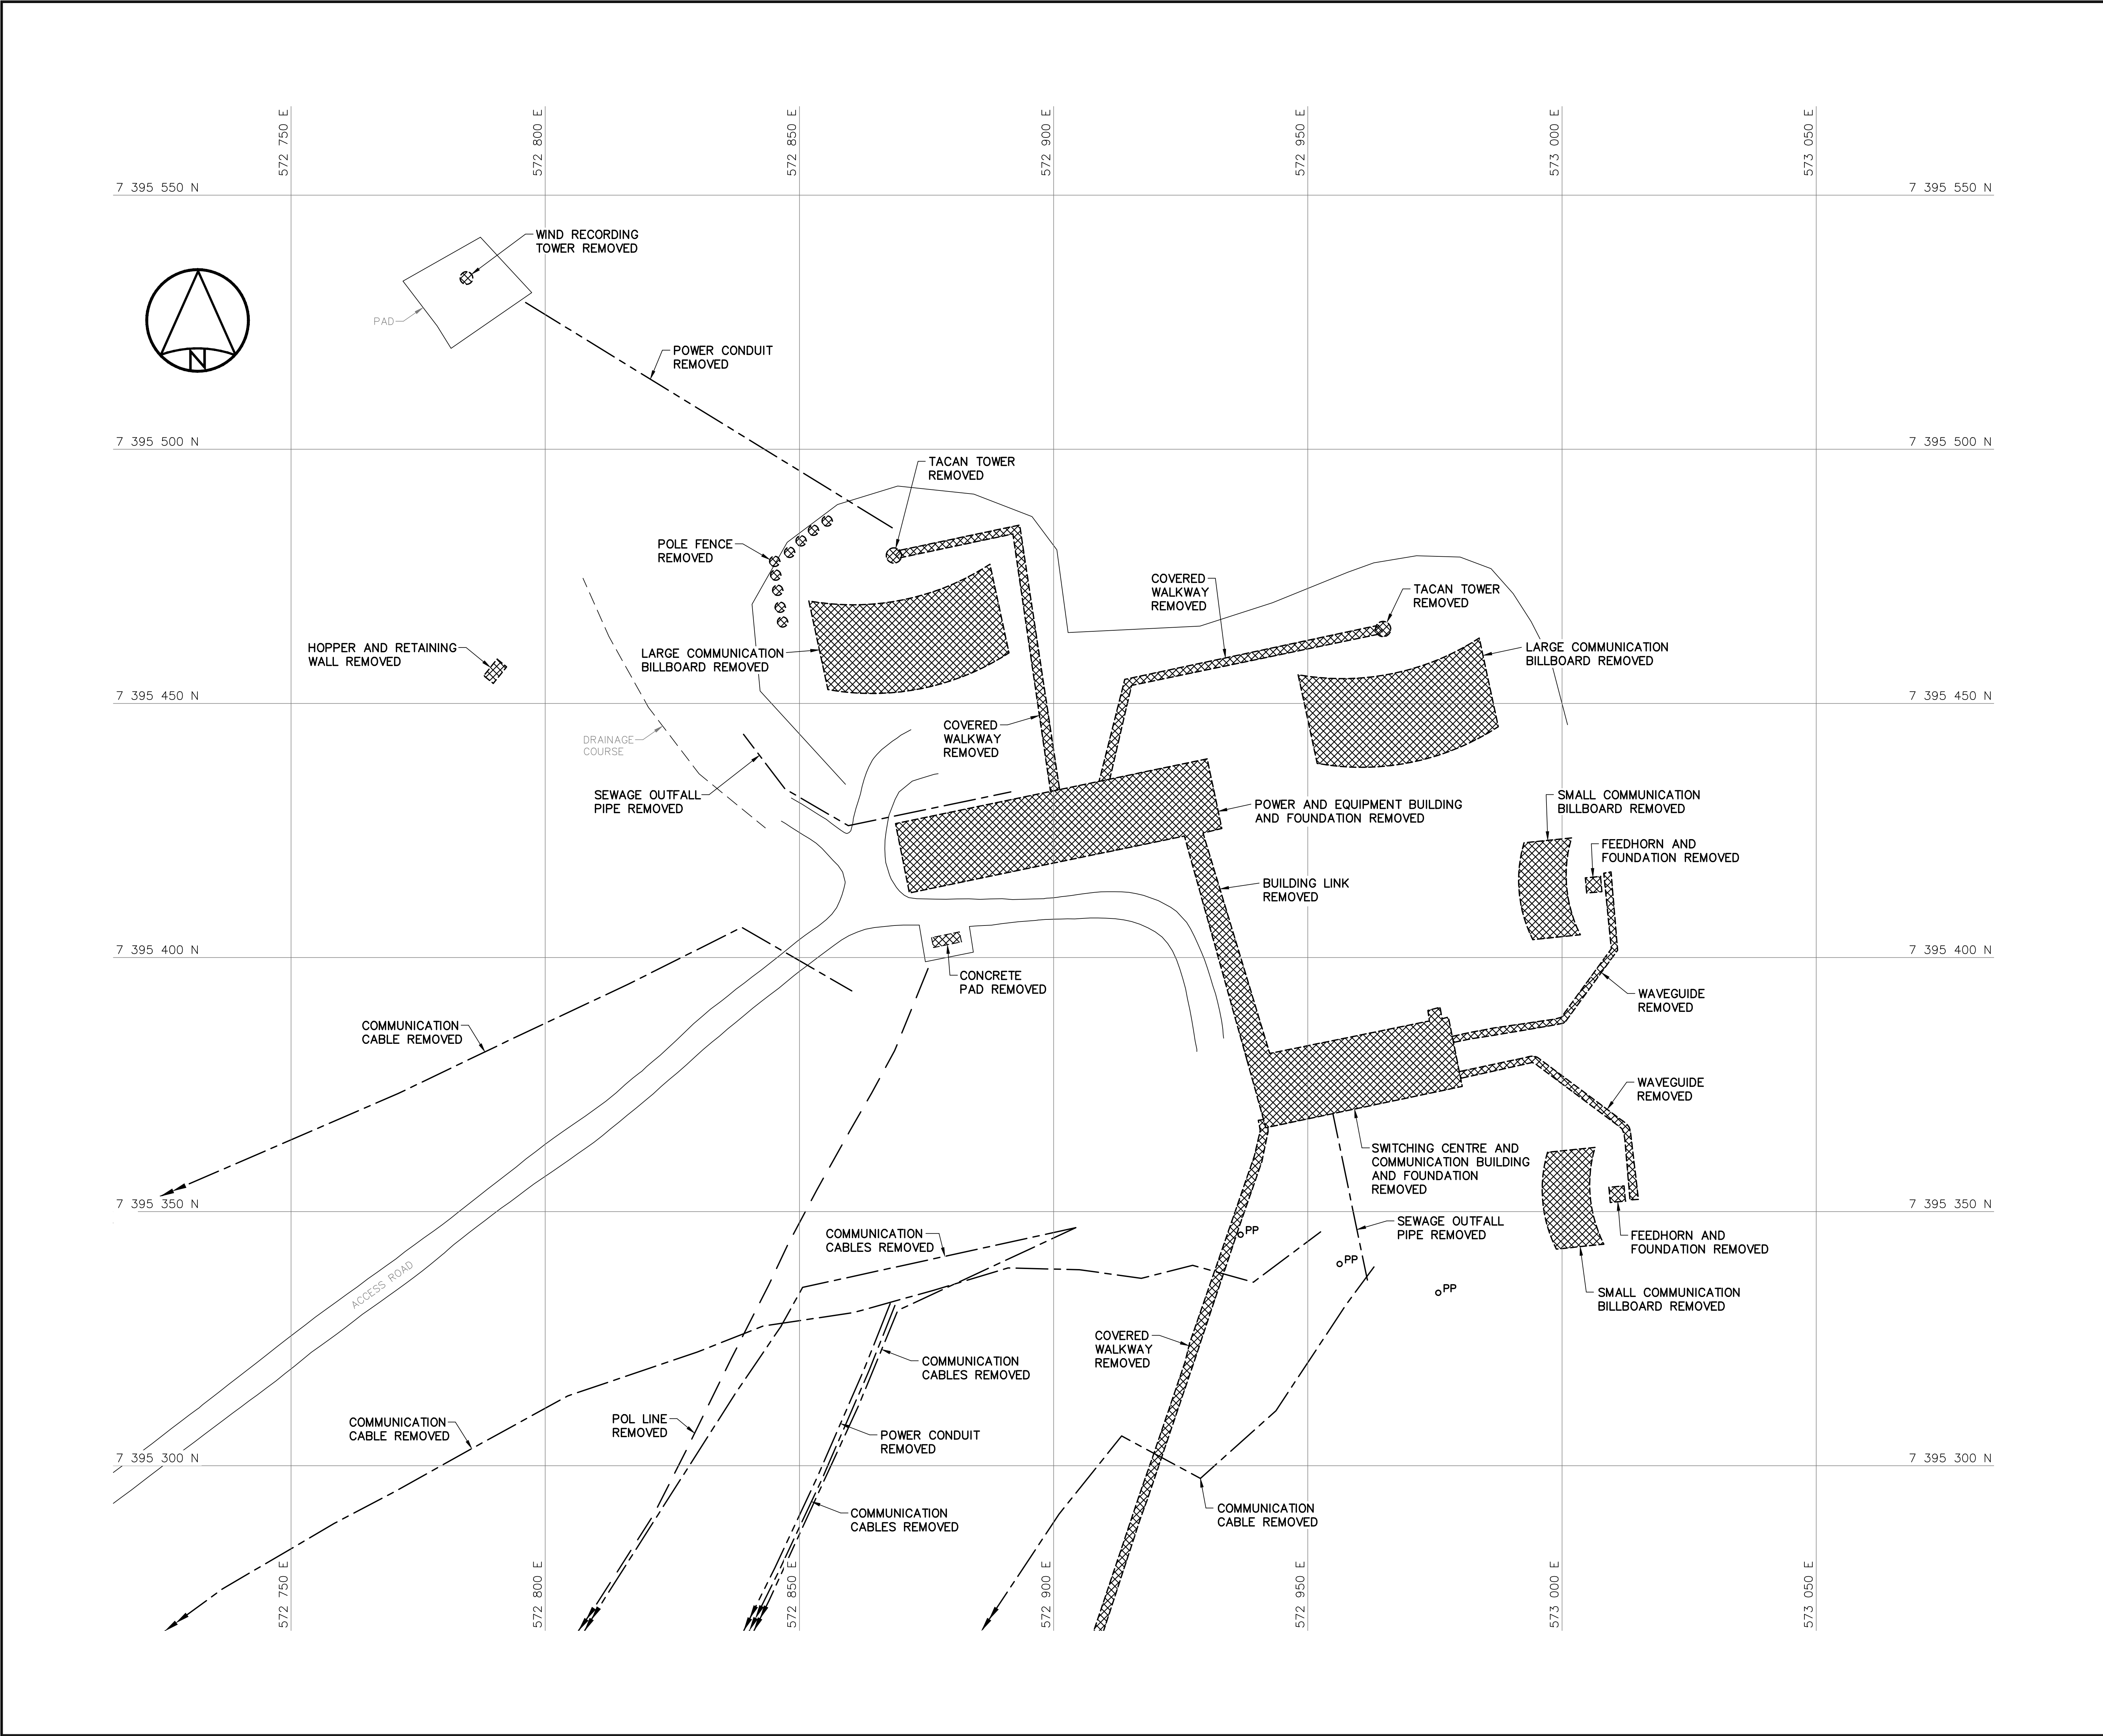 572 750 E
572 800 E
572 850 E
572 900 E
572 950 E
573 000 E
573 050 E
7 395 550 N
7 395 550 N
WIND RECORDING
TOWER REMOVED
PAD
N
POWER CONDUIT
REMOVED
7 395 500 N
7 395 500 N
TACAN TOWER
REMOVED
POLE FENCE
REMOVED
COVERED
WALKWAY
REMOVED
TACAN TOWER
REMOVED
HOPPER AND RETAINING
WALL REMOVED
LARGE COMMUNICATION
BILLBOARD REMOVED
LARGE COMMUNICATION
BILLBOARD REMOVED
7 395 450 N
7 395 450 N
DRAINAGE
COURSE
COVERED
WALKWAY
REMOVED
SEWAGE OUTFALL
PIPE REMOVED
POWER AND EQUIPMENT BUILDING
AND FOUNDATION REMOVED
SMALL COMMUNICATION
BILLBOARD REMOVED
FEEDHORN AND
FOUNDATION REMOVED
BUILDING LINK
REMOVED
7 395 400 N
7 395 400 N
CONCRETE
PAD REMOVED
WAVEGUIDE
REMOVED
COMMUNICATION
CABLE REMOVED
WAVEGUIDE
REMOVED
SWITCHING CENTRE AND
COMMUNICATION BUILDING
AND FOUNDATION
REMOVED
7 395 350 N
7 395 350 N
COMMUNICATION
CABLES REMOVED
PP
SEWAGE OUTFALL
PIPE REMOVED
FEEDHORN AND
FOUNDATION REMOVED
PP
PP
ACCESS ROAD
SMALL COMMUNICATION
BILLBOARD REMOVED
COVERED
WALKWAY
REMOVED
COMMUNICATION
CABLES REMOVED
COMMUNICATION
CABLE REMOVED
POL LINE
REMOVED
POWER CONDUIT
REMOVED
7 395 300 N
7 395 300 N
COMMUNICATION
CABLES REMOVED
COMMUNICATION
CABLE REMOVED
572 750 E
572 800 E
572 850 E
572 900 E
572 950 E
573 000 E
573 050 E